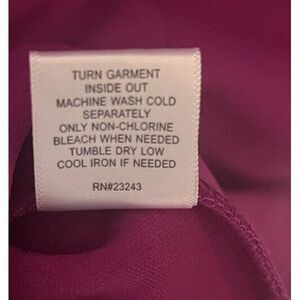 TURN GARMENT
INSIDE OUT
MACHINE WASH COLD
SEPARATELY
ONLY NON-CHLORINE
BLEACH WHEN NEEDED
TUMBLE DRY LOW
COOL IRON IF NEEDED
RN#23243